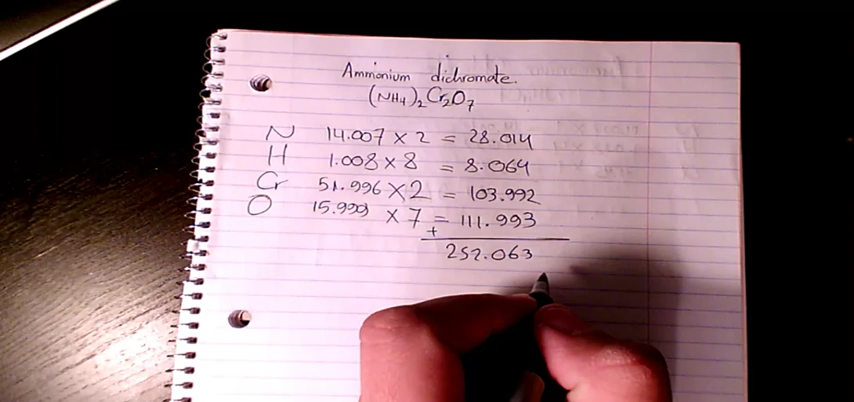 Ammonium dichromate.
(NH4)2Cr2O7
N 14.007 × 2 = 28.014
H 1.008 × 8 = 8.064
Cr 51.996 × 2 = 103.992
O 15.999 × 7 = 111.993
+
252.063